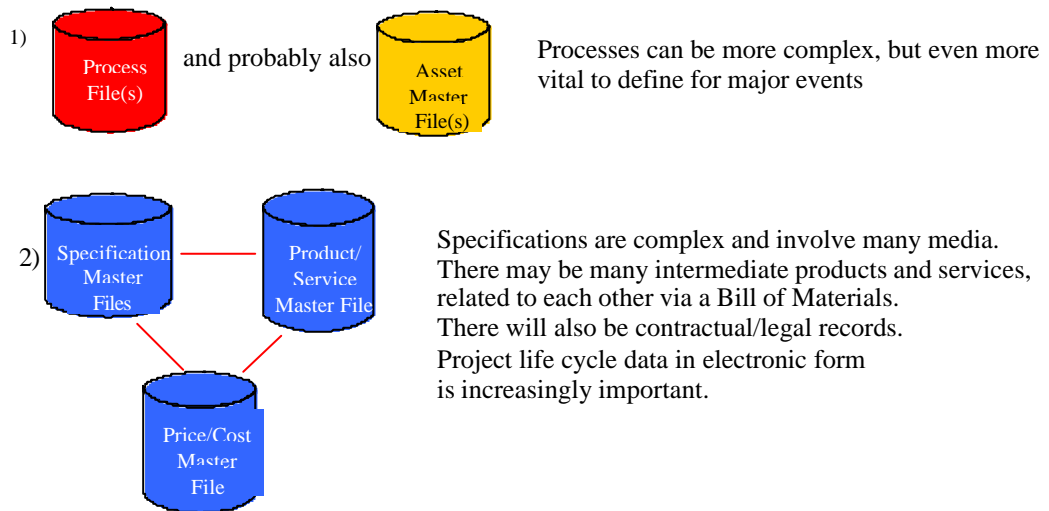 1)
Process
File(s)
and probably also
Asset
Master
File(s)
Processes can be more complex, but even more
vital to define for major events
2)
Specification
Master
Files
Product/
Service
Master File
Price/Cost
Master
File
Specifications are complex and involve many media.
There may be many intermediate products and services,
related to each other via a Bill of Materials.
There will also be contractual/legal records.
Project life cycle data in electronic form
is increasingly important.